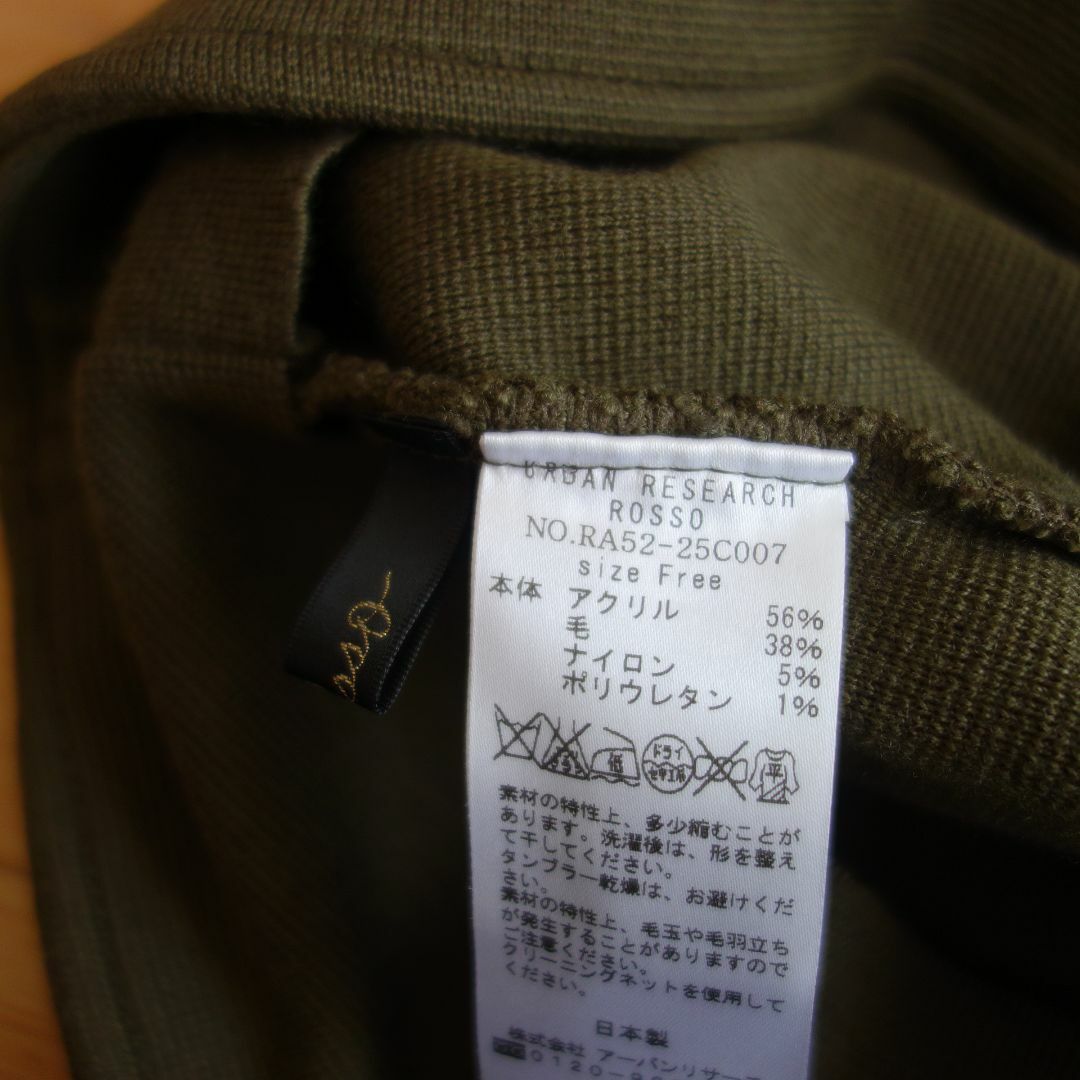 URBAN RESEARCH
ROSSO
NO.RA52-25C007
size Free
本体 アクリル 56%
毛 38%
ナイロン 5%
ポリウレタン 1%
低 ドライ 平
素材の特性上、多少縮むことが
あります。洗濯後は、形を整え
て干してください。
タンブラー乾燥は、お避けくだ
さい。
素材の特性上、毛玉や毛羽立ち
が発生することがありますので
ご注意ください。
クリーニングネットを使用して
ください。
日本製
株式会社 アーバンリサー
0120-9